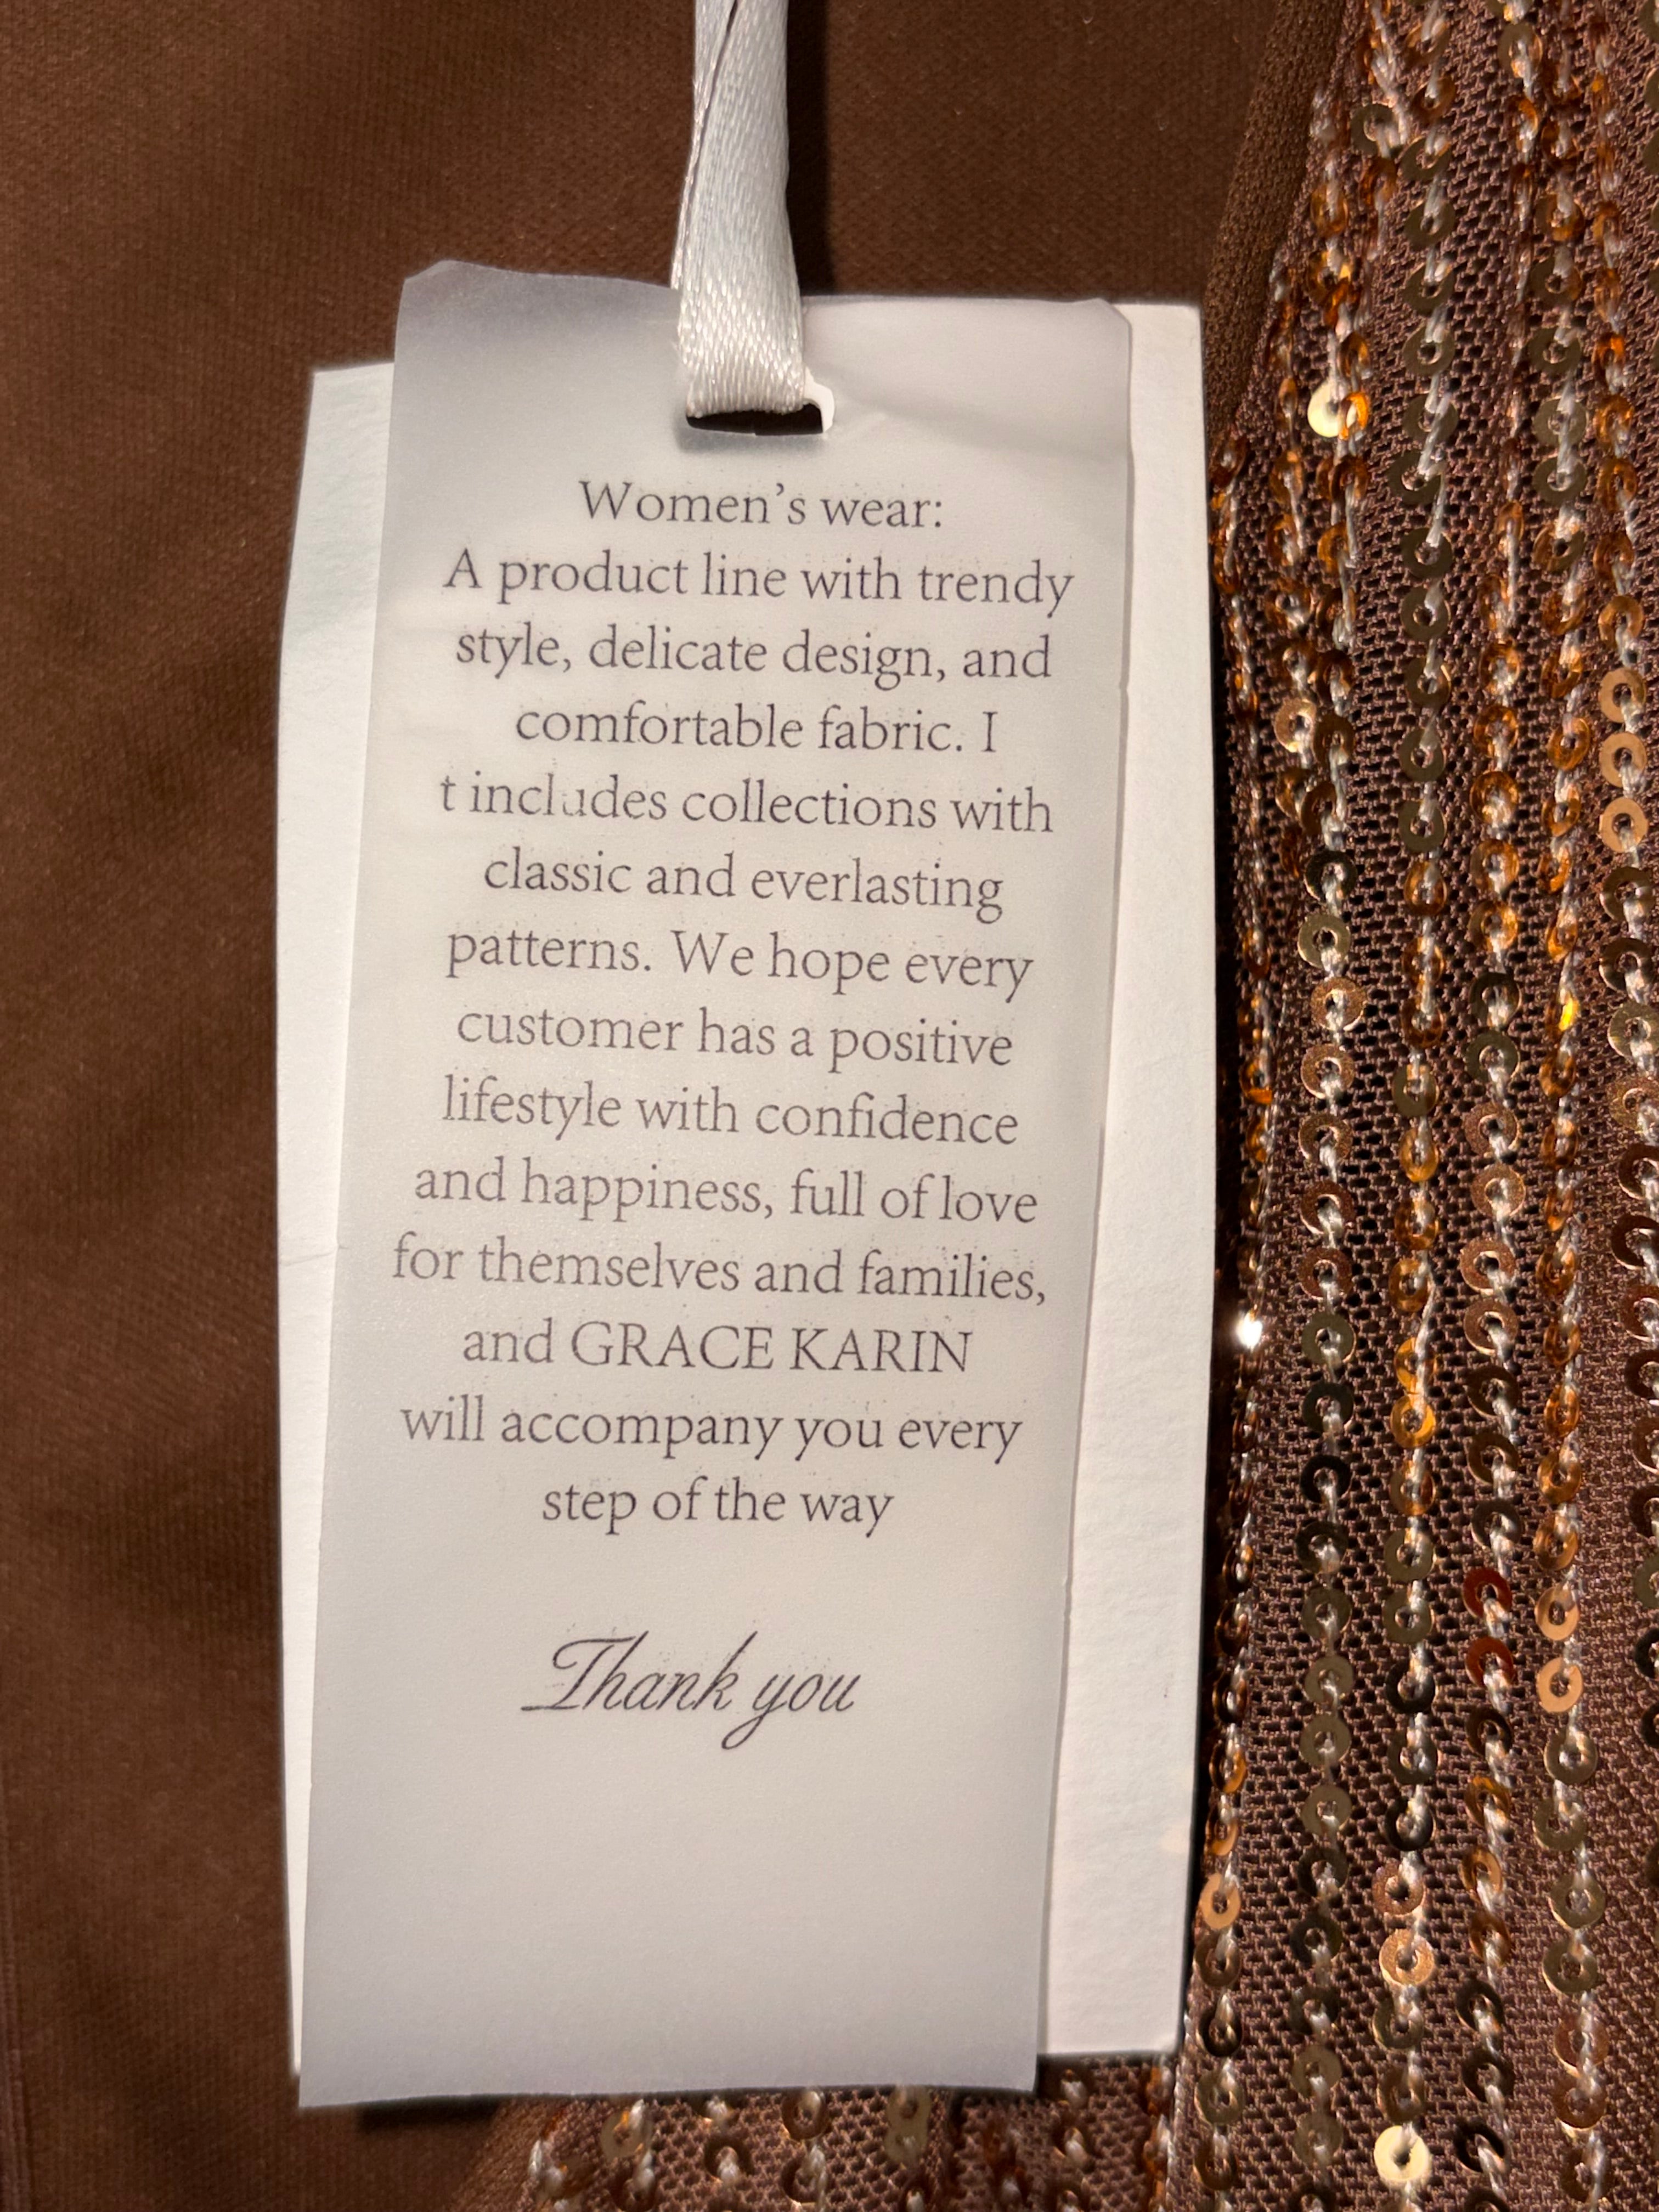 Women's wear:
A product line with trendy
style, delicate design, and
comfortable fabric. I
t includes collections with
classic and everlasting
patterns. We hope every
customer has a positive
lifestyle with confidence
and happiness, full of love
for themselves and families,
and GRACE KARIN
will accompany you every
step of the way
Thank you